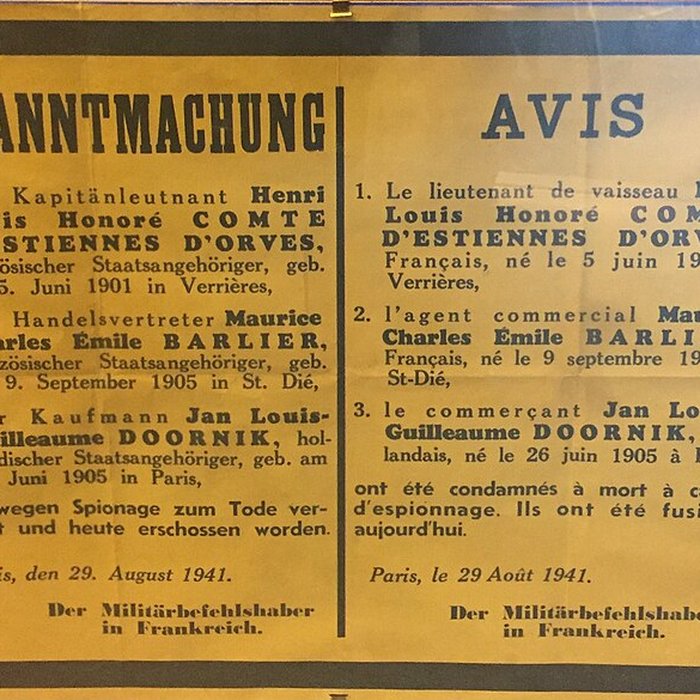 ANNTMACHUNG
Kapitänleutnant Henri
is Honoré COMTE
ESTIENNES D'ORVES,
ösischer Staatsangehöriger, geb.
5. Juni 1901 in Verrières,
Handelsvertreter Maurice
arles Émile BARLIER,
zösischer Staatsangehöriger, geb.
9. September 1905 in St. Dié,
r Kaufmann Jan Louis-
illeaume DOORNIK, hol-
discher Staatsangehöriger, geb. am
Juni 1905 in Paris,
wegen Spionage zum Tode ver-
t und heute erschossen worden.
is, den 29. August 1941.
Der Militärbefehlshaber
in Frankreich.
AVIS
1. Le lieutenant de vaisseau
Louis Honoré COM
D'ESTIENNES D'ORV
Français, né le 5 juin 19
Verrières,
2. l'agent commercial Mau
Charles Émile BARLI
Français, né le 9 septembre 19
St-Dié,
3. le commerçant Jan Lo
Guilleaume DOORNIK,
landais, né le 26 juin 1905 à
ont été condamnés à mort à c
d'espionnage. Ils ont été fusi
aujourd'hui.
Paris, le 29 Août 1941.
Der Militärbefehlshabe
in Frankreich.